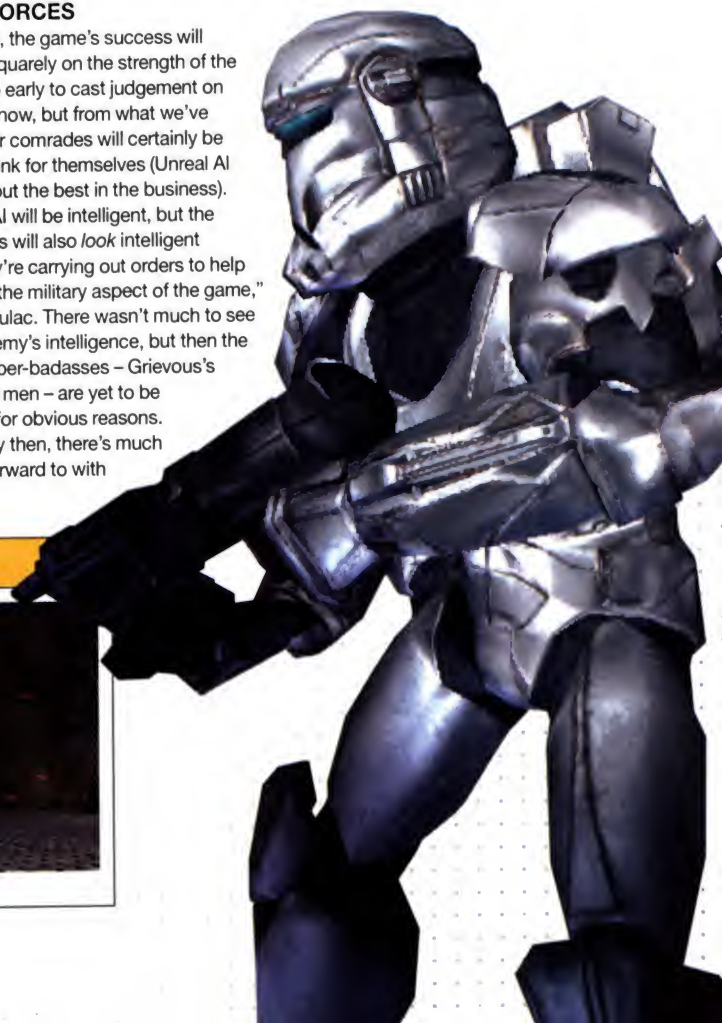 ORCES
, the game's success will
quarely on the strength of the
early to cast judgement on
now, but from what we've
r comrades will certainly be
nk for themselves (Unreal AI
out the best in the business).
AI will be intelligent, but the
s will also look intelligent
y're carrying out orders to help
the military aspect of the game,"
ulac. There wasn't much to see
emy's intelligence, but then the
ber-badasses – Grievous's
men – are yet to be
for obvious reasons.
y then, there's much
rward to with